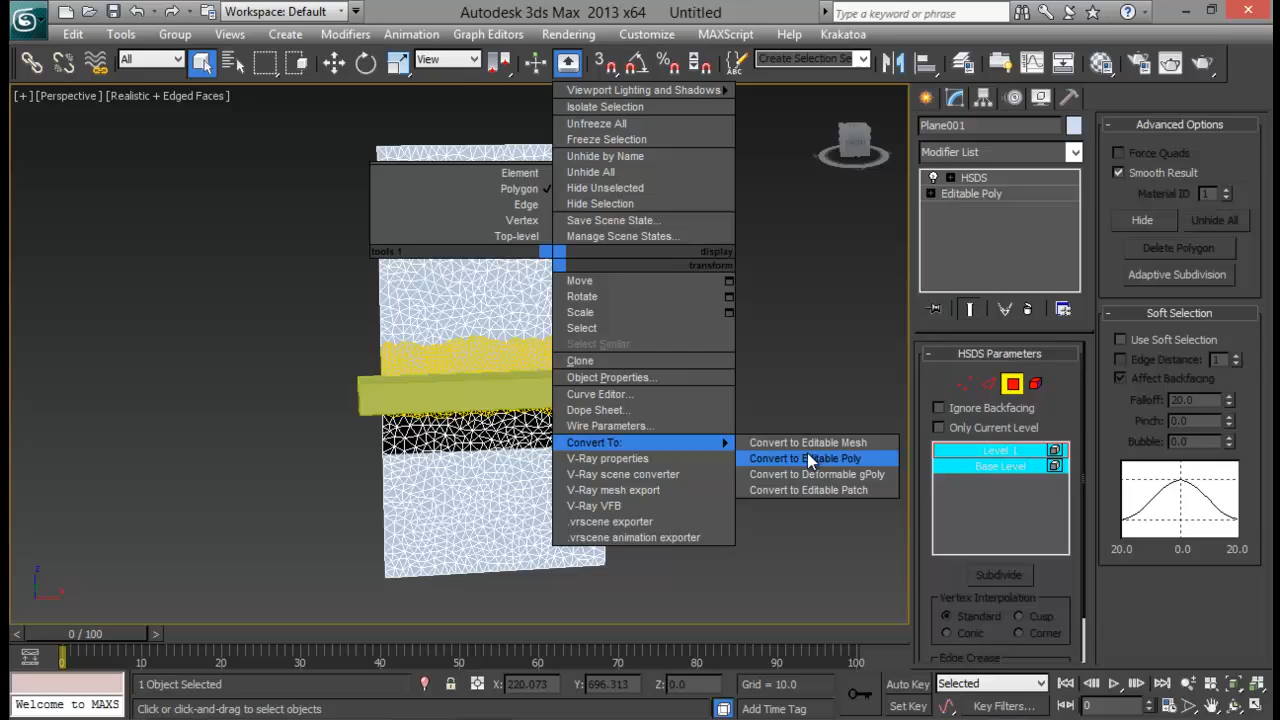 Workspace: Default
Autodesk 3ds Max 2013 x64 Untitled
Type a keyword or phrase
Edit Tools Group Views Create Modifiers Animation Graph Editors Rendering Customize MAXScript Help Krakatoa
All
View
Create Selection Se
[+] [Perspective ] [Realistic + Edged Faces ]
Viewport Lighting and Shadows
Isolate Selection
Unfreeze All
Freeze Selection
Unhide by Name
Unhide All
Hide Unselected
Hide Selection
Save Scene State...
Manage Scene States...
display
Element
Polygon
Edge
Vertex
Top-level
tools 1
transform
Move
Rotate
Scale
Select
Select Similar
Clone
Object Properties...
Curve Editor...
Dope Sheet...
Wire Parameters...
Convert To:
V-Ray properties
V-Ray scene converter
V-Ray mesh export
V-Ray VFB
.vrscene exporter
.vrscene animation exporter
Convert to Editable Mesh
Convert to Editable Poly
Convert to Deformable gPoly
Convert to Editable Patch
Plane001
Modifier List
HSDS
Editable Poly
HSDS Parameters
Ignore Backfacing
Only Current Level
Level 1
Base Level
Subdivide
Vertex Interpolation
Standard Cusp
Conic Corner
Edge Crease
Advanced Options
Force Quads
Smooth Result
Material ID 1
Hide Unhide All
Delete Polygon
Adaptive Subdivision
Soft Selection
Use Soft Selection
Edge Distance: 1
Affect Backfacing
Falloff: 20.0
Pinch: 0.0
Bubble: 0.0
20.0 0.0 20.0
z
x
0 / 100
0 10 20 30 40 50 60 70 80 90 100
Welcome to MAXS
1 Object Selected
X: 220.073 Y: 696.313 Z: 0.0
Grid = 10.0
Auto Key
Selected
Click or click-and-drag to select objects
Add Time Tag
Set Key
Key Filters...
0